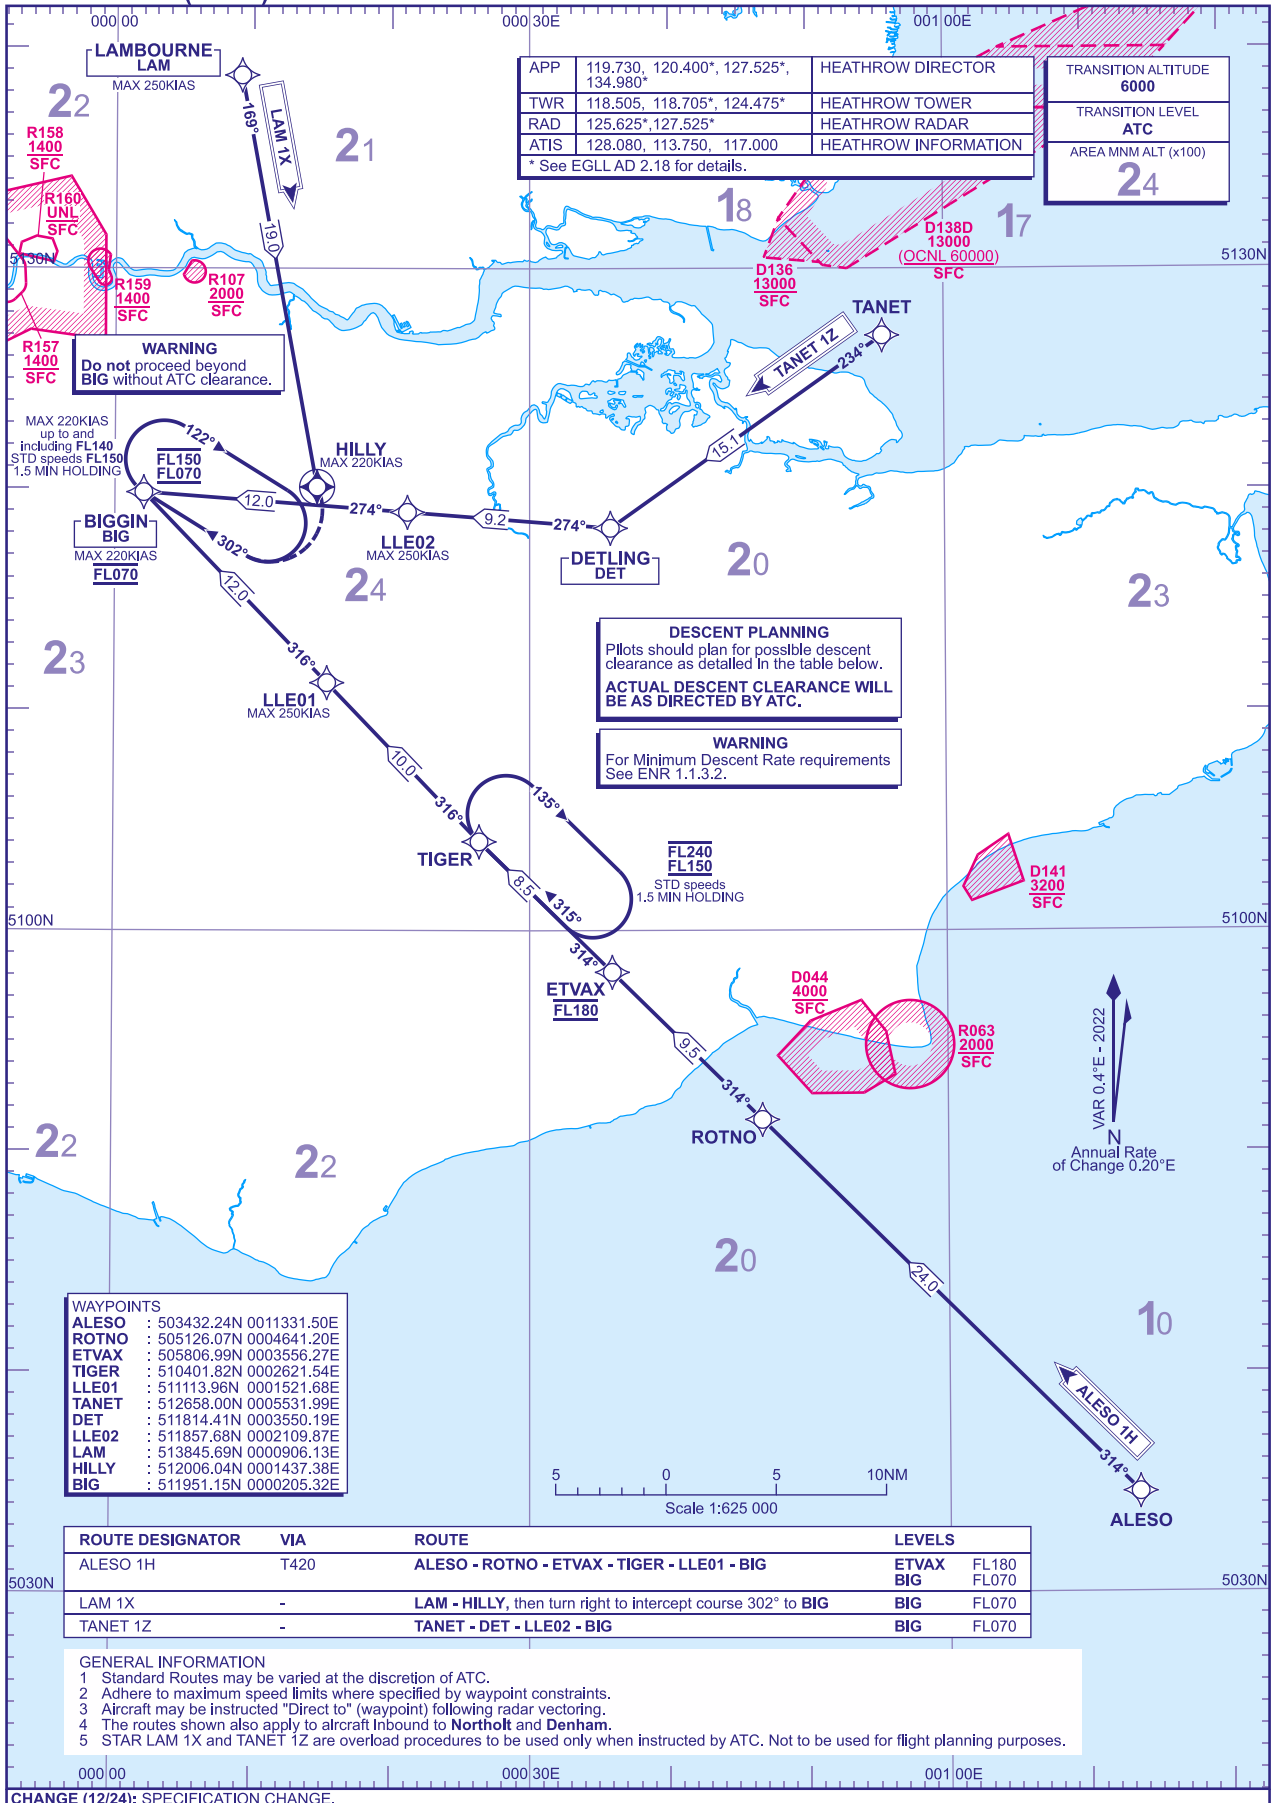 000 00
000 30E
001 00E
LAMBOURNE
LAM
MAX 250KIAS
169°
LAM 1X
19.0
22
21
R158
1400
SFC
R160
UNL
SFC
APP 119.730, 120.400*, 127.525*, 134.980* HEATHROW DIRECTOR
TWR 118.505, 118.705*, 124.475* HEATHROW TOWER
RAD 125.625*,127.525* HEATHROW RADAR
ATIS 128.080, 113.750, 117.000 HEATHROW INFORMATION
* See EGLL AD 2.18 for details.
TRANSITION ALTITUDE
6000
TRANSITION LEVEL
ATC
AREA MNM ALT (x100)
24
18
17
D138D
13000
(OCNL 60000)
SFC
D136
13000
SFC
5130N
5130N
R159
1400
SFC
R107
2000
SFC
R157
1400
SFC
WARNING
Do not proceed beyond
BIG without ATC clearance.
TANET
TANET 1Z
234°
15.1
MAX 220KIAS
up to and
including FL140
STD speeds FL150
1.5 MIN HOLDING
122°
FL150
FL070
HILLY
MAX 220KIAS
12.0
274°
9.2
274°
BIGGIN
BIG
MAX 220KIAS
FL070
302°
LLE02
MAX 250KIAS
DETLING
DET
24
20
23
23
12.0
316°
LLE01
MAX 250KIAS
DESCENT PLANNING
Pilots should plan for possible descent
clearance as detailed in the table below.
ACTUAL DESCENT CLEARANCE WILL
BE AS DIRECTED BY ATC.
WARNING
For Minimum Descent Rate requirements
See ENR 1.1.3.2.
10.0
316°
135°
TIGER
8.5
315°
FL240
FL150
STD speeds
1.5 MIN HOLDING
D141
3200
SFC
5100N
5100N
314°
ETVAX
FL180
D044
4000
SFC
R063
2000
SFC
9.5
314°
ROTNO
VAR 0.4°E - 2022
N
Annual Rate
of Change 0.20°E
22
22
20
10
24.0
ALESO 1H
314°
ALESO
WAYPOINTS
ALESO : 503432.24N 0011331.50E
ROTNO : 505126.07N 0004641.20E
ETVAX : 505806.99N 0003556.27E
TIGER : 510401.82N 0002621.54E
LLE01 : 511113.96N 0001521.68E
TANET : 512658.00N 0005531.99E
DET : 511814.41N 0003550.19E
LLE02 : 511857.68N 0002109.87E
LAM : 513845.69N 0000906.13E
HILLY : 512006.04N 0001437.38E
BIG : 511951.15N 0000205.32E
5 0 5 10NM
Scale 1:625 000
ROUTE DESIGNATOR VIA ROUTE LEVELS
ALESO 1H T420 ALESO - ROTNO - ETVAX - TIGER - LLE01 - BIG ETVAX FL180
BIG FL070
LAM 1X - LAM - HILLY, then turn right to intercept course 302° to BIG BIG FL070
TANET 1Z - TANET - DET - LLE02 - BIG BIG FL070
5030N
5030N
GENERAL INFORMATION
1 Standard Routes may be varied at the discretion of ATC.
2 Adhere to maximum speed limits where specified by waypoint constraints.
3 Aircraft may be instructed "Direct to" (waypoint) following radar vectoring.
4 The routes shown also apply to aircraft inbound to Northolt and Denham.
5 STAR LAM 1X and TANET 1Z are overload procedures to be used only when instructed by ATC. Not to be used for flight planning purposes.
000 00
000 30E
001 00E
CHANGE (12/24): SPECIFICATION CHANGE.